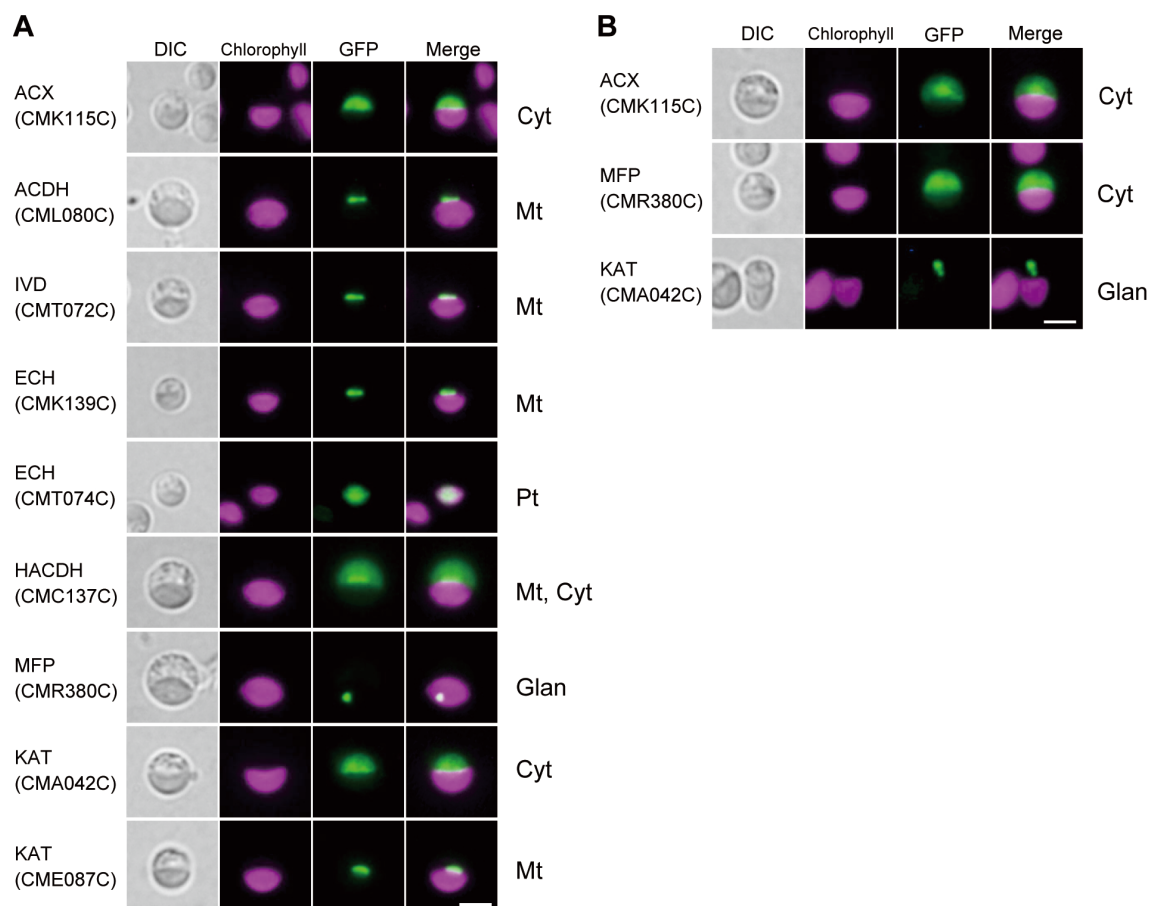 A
DIC Chlorophyll GFP Merge
ACX
(CMK115C)
Cyt
ACDH
(CML080C)
Mt
IVD
(CMT072C)
Mt
ECH
(CMK139C)
Mt
ECH
(CMT074C)
Pt
HACDH
(CMC137C)
Mt, Cyt
MFP
(CMR380C)
Glan
KAT
(CMA042C)
Cyt
KAT
(CME087C)
Mt
B
DIC Chlorophyll GFP Merge
ACX
(CMK115C)
Cyt
MFP
(CMR380C)
Cyt
KAT
(CMA042C)
Glan